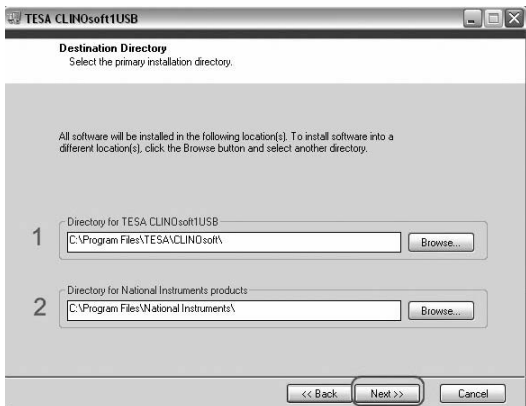 TESA CLINOsoft1USB
Destination Directory
Select the primary installation directory.
All software will be installed in the following location(s). To install software into a
different location(s), click the Browse button and select another directory.
1
Directory for TESA CLINOsoft1USB
C:\Program Files\TESA\CLINOsoft\
Browse...
2
Directory for National Instruments products
C:\Program Files\National Instruments\
Browse...
<< Back
Next >>
Cancel